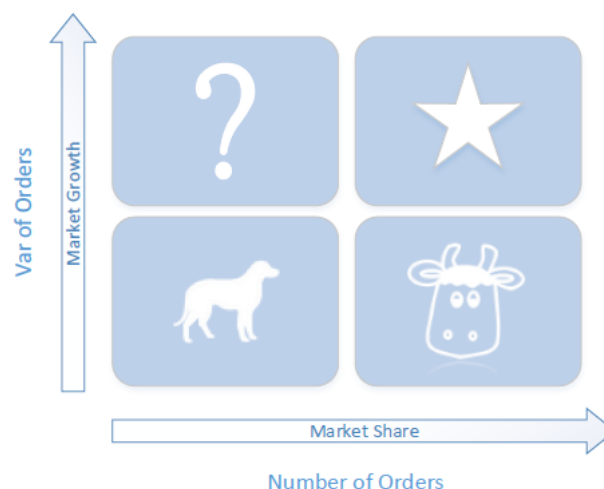 ?
Var of Orders
Market Growth
Market Share
Number of Orders